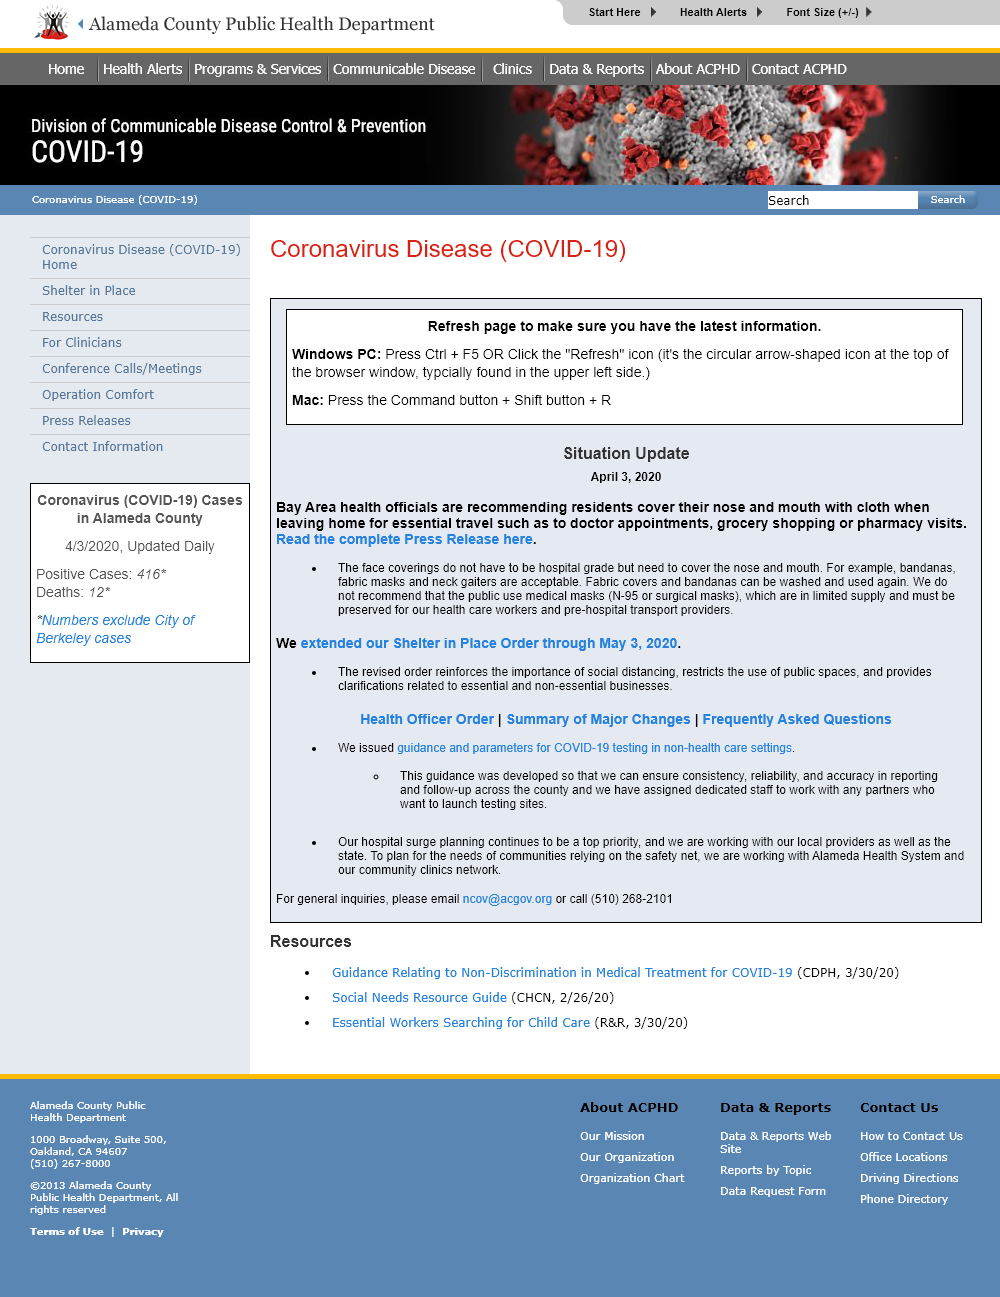 Alameda County Public Health Department
Start Here
Health Alerts
Font Size (+/-)
Home
Health Alerts
Programs & Services
Communicable Disease
Clinics
Data & Reports
About ACPHD
Contact ACPHD
Division of Communicable Disease Control & Prevention
COVID-19
Coronavirus Disease (COVID-19)
Search
Search
Coronavirus Disease (COVID-19)
Home
Shelter in Place
Resources
For Clinicians
Conference Calls/Meetings
Operation Comfort
Press Releases
Contact Information
Coronavirus (COVID-19) Cases
in Alameda County
4/3/2020, Updated Daily
Positive Cases: 416*
Deaths: 12*
*Numbers exclude City of
Berkeley cases
Coronavirus Disease (COVID-19)
Refresh page to make sure you have the latest information.
Windows PC: Press Ctrl + F5 OR Click the "Refresh" icon (it's the circular arrow-shaped icon at the top of
the browser window, typcially found in the upper left side.)
Mac: Press the Command button + Shift button + R
Situation Update
April 3, 2020
Bay Area health officials are recommending residents cover their nose and mouth with cloth when
leaving home for essential travel such as to doctor appointments, grocery shopping or pharmacy visits.
Read the complete Press Release here.
The face coverings do not have to be hospital grade but need to cover the nose and mouth. For example, bandanas,
fabric masks and neck gaiters are acceptable. Fabric covers and bandanas can be washed and used again. We do
not recommend that the public use medical masks (N-95 or surgical masks), which are in limited supply and must be
preserved for our health care workers and pre-hospital transport providers.
We extended our Shelter in Place Order through May 3, 2020.
The revised order reinforces the importance of social distancing, restricts the use of public spaces, and provides
clarifications related to essential and non-essential businesses.
Health Officer Order | Summary of Major Changes | Frequently Asked Questions
We issued guidance and parameters for COVID-19 testing in non-health care settings.
This guidance was developed so that we can ensure consistency, reliability, and accuracy in reporting
and follow-up across the county and we have assigned dedicated staff to work with any partners who
want to launch testing sites.
Our hospital surge planning continues to be a top priority, and we are working with our local providers as well as the
state. To plan for the needs of communities relying on the safety net, we are working with Alameda Health System and
our community clinics network.
For general inquiries, please email ncov@acgov.org or call (510) 268-2101
Resources
Guidance Relating to Non-Discrimination in Medical Treatment for COVID-19 (CDPH, 3/30/20)
Social Needs Resource Guide (CHCN, 2/26/20)
Essential Workers Searching for Child Care (R&R, 3/30/20)
Alameda County Public
Health Department
1000 Broadway, Suite 500,
Oakland, CA 94607
(510) 267-8000
©2013 Alameda County
Public Health Department, All
rights reserved
Terms of Use | Privacy
About ACPHD
Our Mission
Our Organization
Organization Chart
Data & Reports
Data & Reports Web
Site
Reports by Topic
Data Request Form
Contact Us
How to Contact Us
Office Locations
Driving Directions
Phone Directory